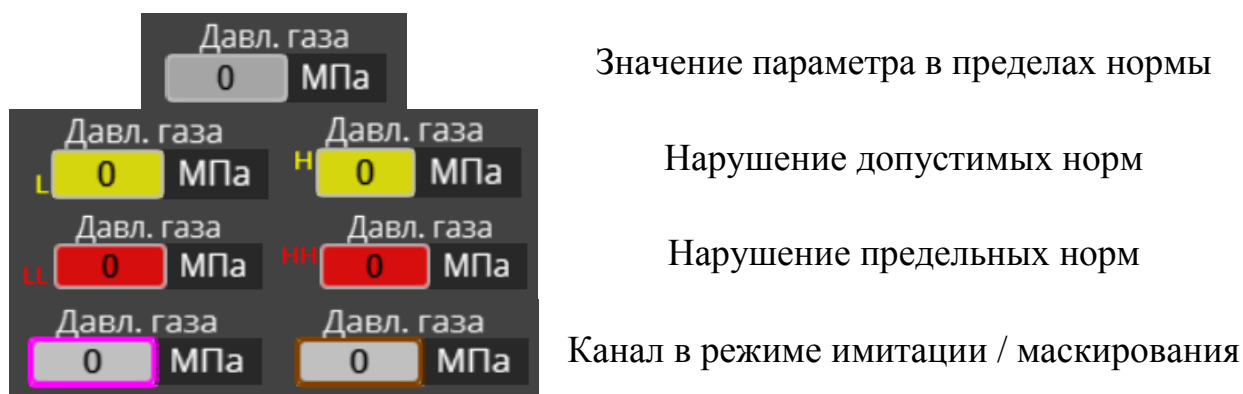 Давл. газа
0 МПа
Значение параметра в пределах нормы
Давл. газа Давл. газа
L 0 МПа H 0 МПа
Нарушение допустимых норм
Давл. газа Давл. газа
LL 0 МПа HH 0 МПа
Нарушение предельных норм
Давл. газа Давл. газа
0 МПа 0 МПа
Канал в режиме имитации / маскирования